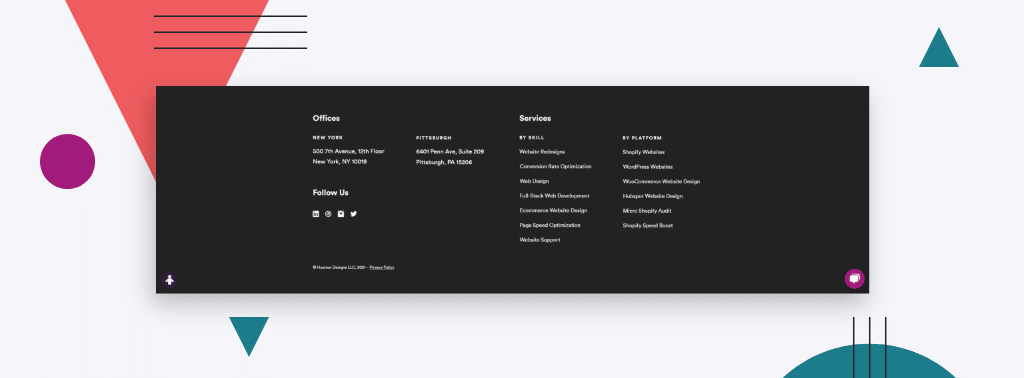 Offices
NEW YORK
500 7th Avenue, 12th Floor
New York, NY 10018
PITTSBURGH
6401 Penn Ave, Suite 209
Pittsburgh, PA 15206
Follow Us
Services
BY SKILL
Website Redesigns
Conversion Rate Optimization
Web Design
Full-Stack Web Development
Ecommerce Website Design
Page Speed Optimization
Website Support
BY PLATFORM
Shopify Websites
WordPress Websites
WooCommerce Website Design
Hubspot Website Design
Micro Shopify Audit
Shopify Speed Boost
© Designs LLC, 2021 - Privacy Policy